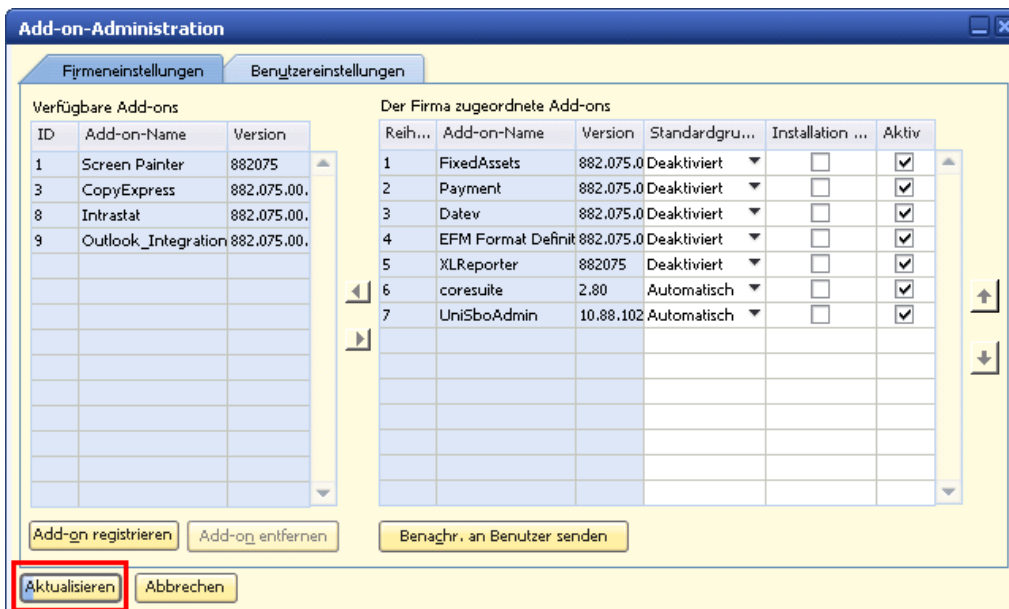 Add-on-Administration
Firmeneinstellungen Benutzereinstellungen
Verfügbare Add-ons
ID Add-on-Name Version
1 Screen Painter 882075
3 CopyExpress 882.075.00.
8 Intrastat 882.075.00.
9 Outlook_Integration 882.075.00.
Add-on registrieren Add-on entfernen
Der Firma zugeordnete Add-ons
Reih... Add-on-Name Version Standardgru... Installation ... Aktiv
1 FixedAssets 882.075.0 Deaktiviert
2 Payment 882.075.0 Deaktiviert
3 Datev 882.075.0 Deaktiviert
4 EFM Format Definit 882.075.0 Deaktiviert
5 XLReporter 882075 Deaktiviert
6 coresuite 2.80 Automatisch
7 UniSboAdmin 10.88.102 Automatisch
Benachr. an Benutzer senden
Aktualisieren Abbrechen